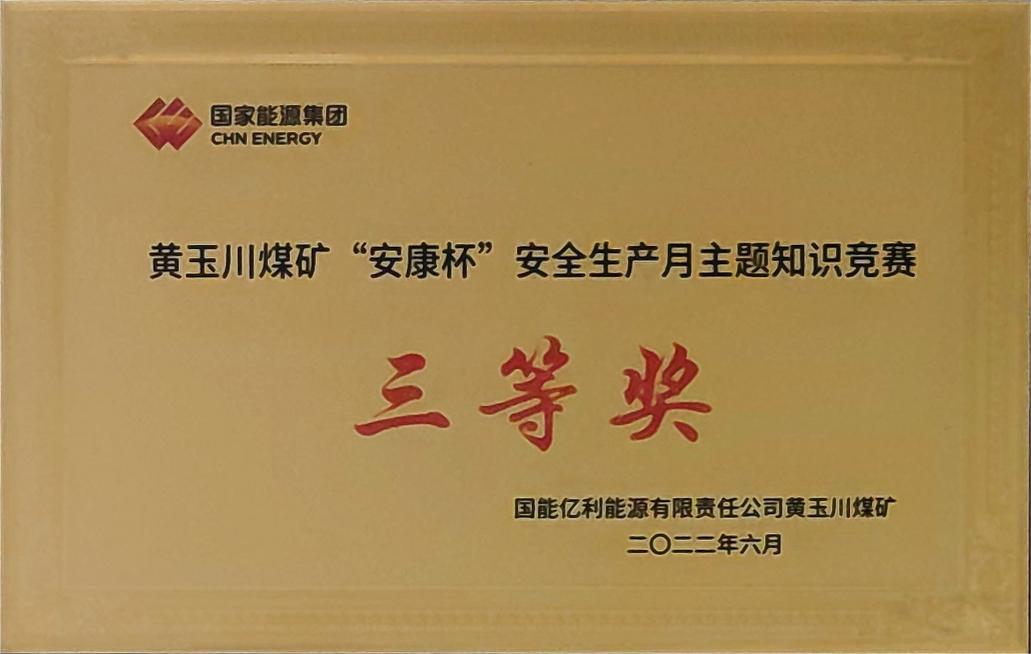 国家能源集团
CHN ENERGY
黄玉川煤矿“安康杯”安全生产月主题知识竞赛
三等奖
国能亿利能源有限责任公司黄玉川煤矿
二〇二二年六月